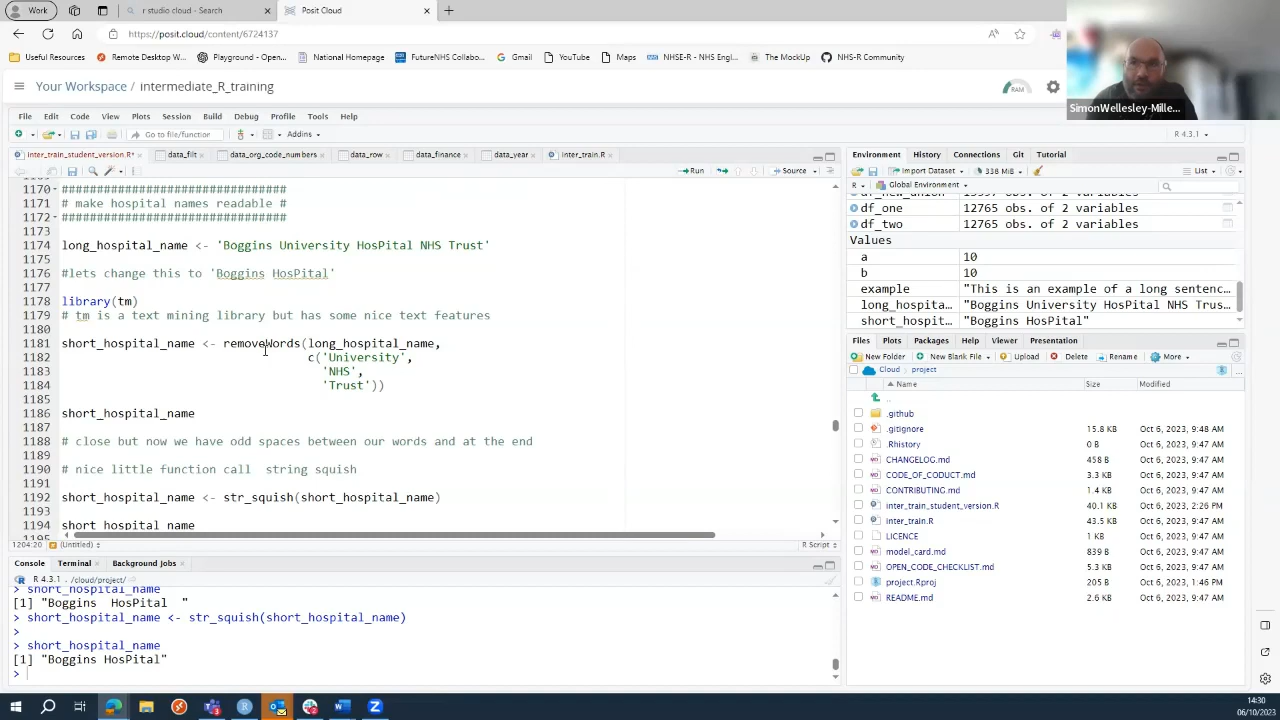 Work
r studio cloud - Search
Posit Cloud
https://posit.cloud/content/6724137
Useful Resources
Remote Desktop W...
Playground - Open...
National Homepage
FutureNHS Collabo...
Gmail
YouTube
Maps
NHSE-R - NHS Engl...
The MockUp
NHS-R Community
SimonWellesley-Mille...
Your Workspace / intermediate_R_training
RAM
File Edit Code View Plots Session Build Debug Profile Tools Help
Go to file/function
Addins
R 4.3.1
inter_train_student_version.R*
data_filt
data_org_code_numbers
data_row
data_finance
data_year
inter_train.R
Run
Source
1170 ################################
1171 # make hospital names readable #
1172 ################################
1173
1174 long_hospital_name <- 'Boggins University HosPital NHS Trust'
1175
1176 #lets change this to 'Boggins HosPital'
1177
1178 library(tm)
1179 # tm is a text mining library but has some nice text features
1180
1181 short_hospital_name <- removeWords(long_hospital_name,
1182 c('University',
1183 'NHS',
1184 'Trust'))
1185
1186 short_hospital_name
1187
1188 # close but now we have odd spaces between our words and at the end
1189
1190 # nice little function call  string squish
1191
1192 short_hospital_name <- str_squish(short_hospital_name)
1193
1194 short_hospital_name
1195
1204:20 (Untitled) R Script
Console Terminal Background Jobs
R 4.3.1 . /cloud/project/
> short_hospital_name
[1] "Boggins  HosPital  "
> short_hospital_name <- str_squish(short_hospital_name)
>
> short_hospital_name
[1] "Boggins HosPital"
>
Environment History Connections Git Tutorial
Import Dataset
338 MiB
List
R
Global Environment
df_one 12765 obs. of 2 variables
df_two 12765 obs. of 2 variables
Values
a 10
b 10
example "This is an example of a long sentenc...
long_hospita... "Boggins University HosPital NHS Trus...
short_hospit... "Boggins HosPital"
Files Plots Packages Help Viewer Presentation
New Folder New Blank File Upload Delete Rename More
Cloud project
Name Size Modified
..
.github
.gitignore 15.8 KB Oct 6, 2023, 9:48 AM
.Rhistory 0 B Oct 6, 2023, 9:47 AM
CHANGELOG.md 458 B Oct 6, 2023, 9:47 AM
CODE_OF_CODUCT.md 3.3 KB Oct 6, 2023, 9:47 AM
CONTRIBUTING.md 1.4 KB Oct 6, 2023, 9:47 AM
inter_train_student_version.R 40.1 KB Oct 6, 2023, 2:26 PM
inter_train.R 43.5 KB Oct 6, 2023, 9:47 AM
LICENCE 1 KB Oct 6, 2023, 9:47 AM
model_card.md 839 B Oct 6, 2023, 9:47 AM
OPEN_CODE_CHECKLIST.md 5.3 KB Oct 6, 2023, 9:47 AM
project.Rproj 205 B Oct 6, 2023, 1:46 PM
README.md 2.6 KB Oct 6, 2023, 9:47 AM
14:30
06/10/2023